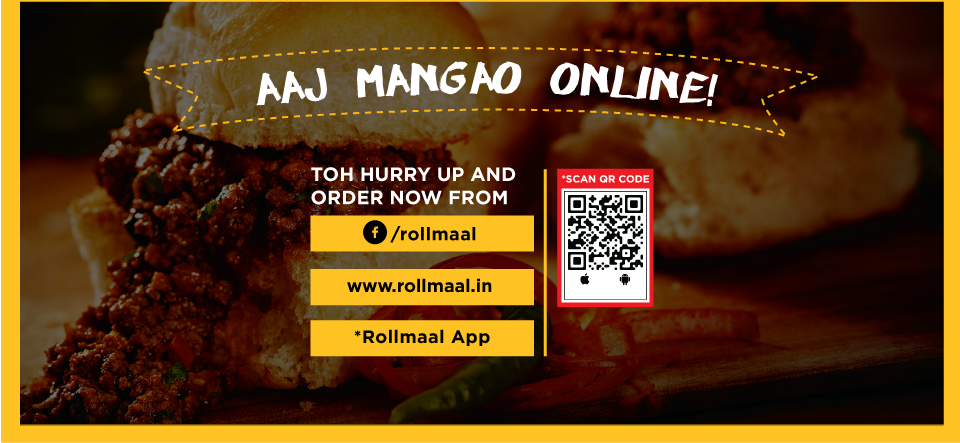 AAJ MANGAO ONLINE!
TOH HURRY UP AND
ORDER NOW FROM
f /rollmaal
www.rollmaal.in
*Rollmaal App
*SCAN QR CODE